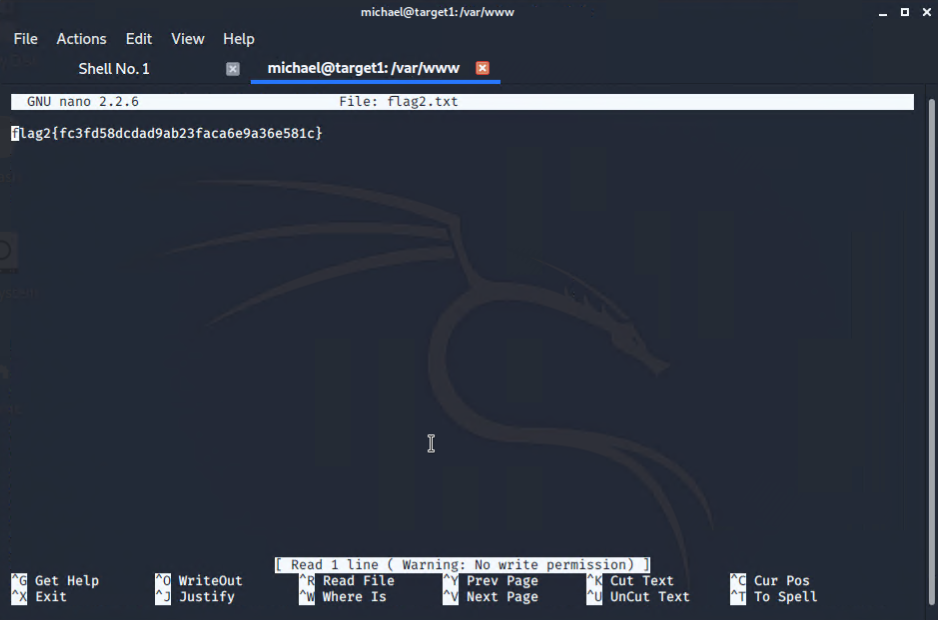 michael@target1: /var/www
File Actions Edit View Help
Shell No. 1 michael@target1: /var/www
GNU nano 2.2.6 File: flag2.txt
flag2{fc3fd58dcdad9ab23faca6e9a36e581c}
[ Read 1 line ( Warning: No write permission) ]
^G Get Help ^O WriteOut ^R Read File ^Y Prev Page ^K Cut Text ^C Cur Pos
^X Exit ^J Justify ^W Where Is ^V Next Page ^U UnCut Text ^T To Spell